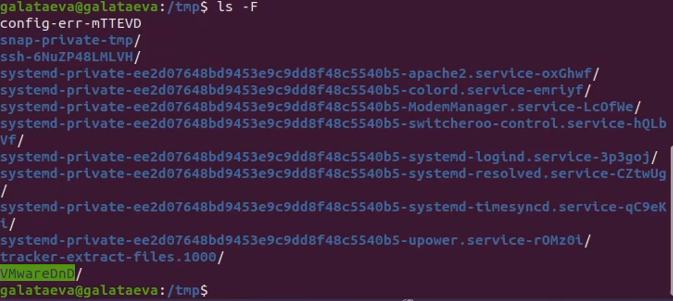 galataeva@galataeva:/tmp$ ls -F
config-err-mTTEVD
snap-private-tmp/
ssh-6NuZP48LMLVH/
systemd-private-ee2d07648bd9453e9c9dd8f48c5540b5-apache2.service-oxGhwf/
systemd-private-ee2d07648bd9453e9c9dd8f48c5540b5-colord.service-emriyf/
systemd-private-ee2d07648bd9453e9c9dd8f48c5540b5-ModemManager.service-LcOfWe/
systemd-private-ee2d07648bd9453e9c9dd8f48c5540b5-switcheroo-control.service-hQLb
Vf/
systemd-private-ee2d07648bd9453e9c9dd8f48c5540b5-systemd-logind.service-3p3goj/
systemd-private-ee2d07648bd9453e9c9dd8f48c5540b5-systemd-resolved.service-CZtwUg
/
systemd-private-ee2d07648bd9453e9c9dd8f48c5540b5-systemd-timesyncd.service-qC9eK
i/
systemd-private-ee2d07648bd9453e9c9dd8f48c5540b5-upower.service-rOMz0i/
tracker-extract-files.1000/
VMwareDnD/
galataeva@galataeva:/tmp$